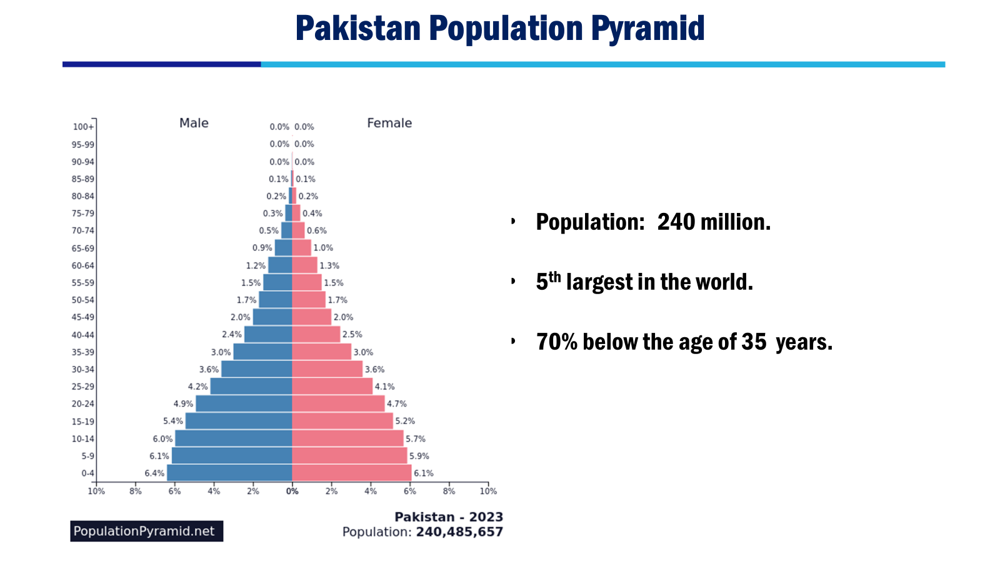 Pakistan Population Pyramid
Male Female
100+ 0.0% 0.0%
95-99 0.0% 0.0%
90-94 0.0% 0.0%
85-89 0.1% 0.1%
80-84 0.2% 0.2%
75-79 0.3% 0.4%
70-74 0.5% 0.6%
65-69 0.9% 1.0%
60-64 1.2% 1.3%
55-59 1.5% 1.5%
50-54 1.7% 1.7%
45-49 2.0% 2.0%
40-44 2.4% 2.5%
35-39 3.0% 3.0%
30-34 3.6% 3.6%
25-29 4.2% 4.1%
20-24 4.9% 4.7%
15-19 5.4% 5.2%
10-14 6.0% 5.7%
5-9 6.1% 5.9%
0-4 6.4% 6.1%
10% 8% 6% 4% 2% 0% 2% 4% 6% 8% 10%
PopulationPyramid.net
Pakistan - 2023
Population: 240,485,657
• Population: 240 million.
• 5th largest in the world.
• 70% below the age of 35 years.